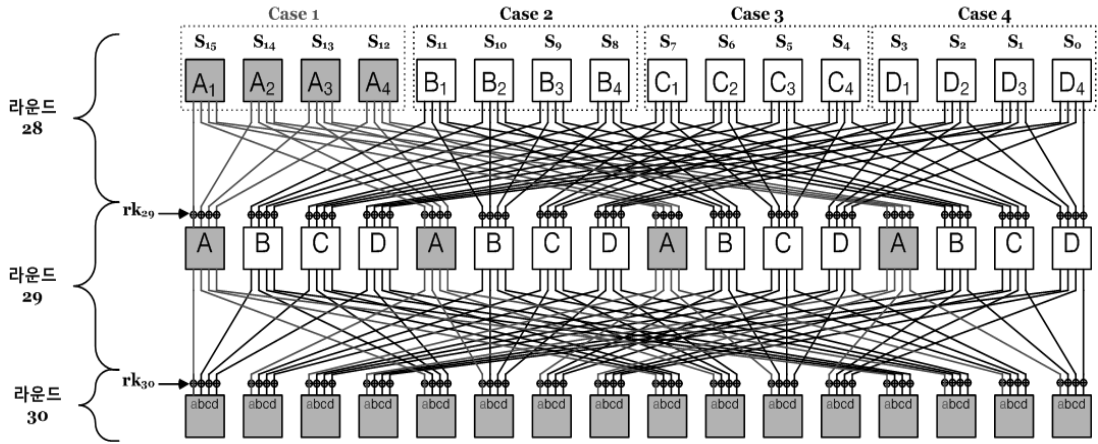 Case 1 Case 2 Case 3 Case 4
S₁₅ S₁₄ S₁₃ S₁₂ S₁₁ S₁₀ S₉ S₈ S₇ S₆ S₅ S₄ S₃ S₂ S₁ S₀
A₁ A₂ A₃ A₄ B₁ B₂ B₃ B₄ C₁ C₂ C₃ C₄ D₁ D₂ D₃ D₄
라운드
28
rk₂₉
A B C D A B C D A B C D A B C D
라운드
29
rk₃₀
라운드
30
abcd abcd abcd abcd abcd abcd abcd abcd abcd abcd abcd abcd abcd abcd abcd abcd